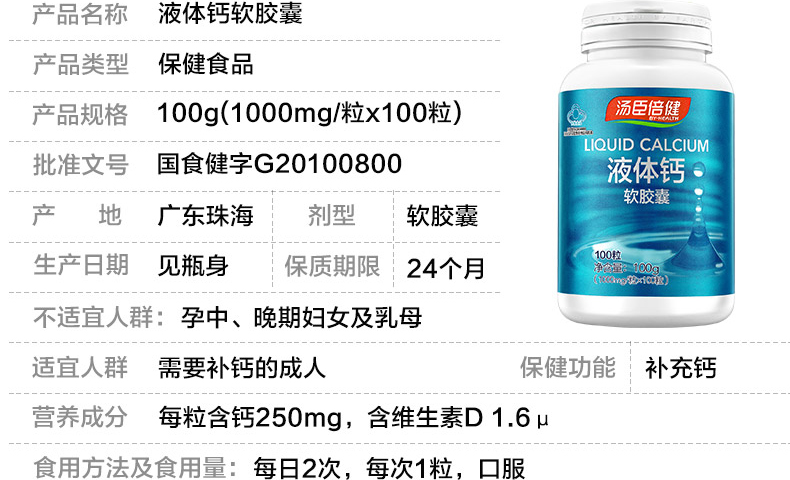 产品名称 液体钙软胶囊
产品类型 保健食品
产品规格 100g(1000mg/粒x100粒)
批准文号 国食健字G20100800
产 地 广东珠海 剂型 软胶囊
生产日期 见瓶身 保质期限 24个月
不适宜人群：孕中、晚期妇女及乳母
适宜人群 需要补钙的成人 保健功能 补充钙
营养成分 每粒含钙250mg，含维生素D 1.6μ
食用方法及食用量：每日2次，每次1粒，口服
汤臣倍健
BY-HEALTH
LIQUID CALCIUM
液体钙
软胶囊
100粒
净含量：100g
(1000mg/粒x100粒)